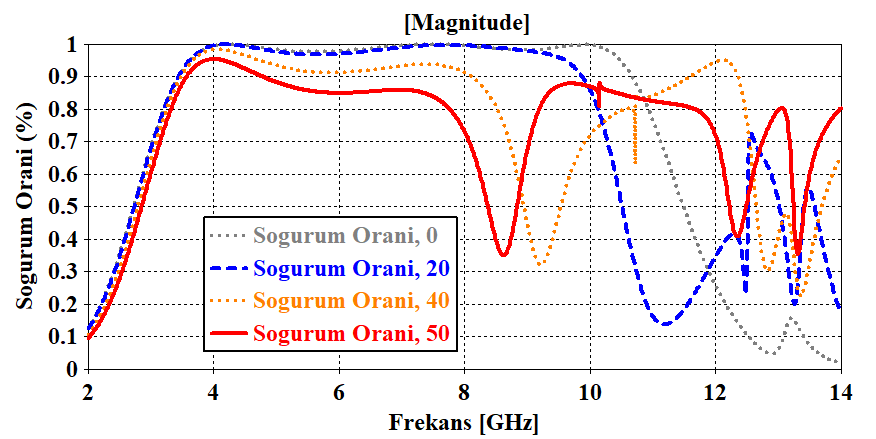 [Magnitude]
Sogurum Orani (%)
1
0.9
0.8
0.7
0.6
0.5
0.4
0.3
0.2
0.1
0
Sogurum Orani, 0
Sogurum Orani, 20
Sogurum Orani, 40
Sogurum Orani, 50
2 4 6 8 10 12 14
Frekans [GHz]